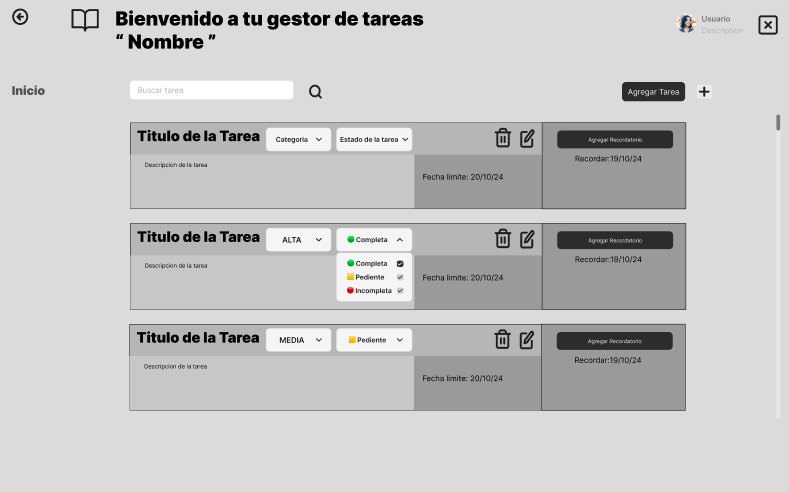 Bienvenido a tu gestor de tareas
“ Nombre ”
Usuario
Description
Inicio
Buscar tarea
Agregar Tarea
Titulo de la Tarea
Categoria
Estado de la tarea
Agregar Recordatorio
Recordar:19/10/24
Descripcion de la tarea
Fecha limite: 20/10/24
Titulo de la Tarea
ALTA
Completa
Agregar Recordatorio
Recordar:19/10/24
Descripcion de la tarea
Completa
Pediente
Incompleta
Fecha limite: 20/10/24
Titulo de la Tarea
MEDIA
Pediente
Agregar Recordatorio
Recordar:19/10/24
Descripcion de la tarea
Fecha limite: 20/10/24